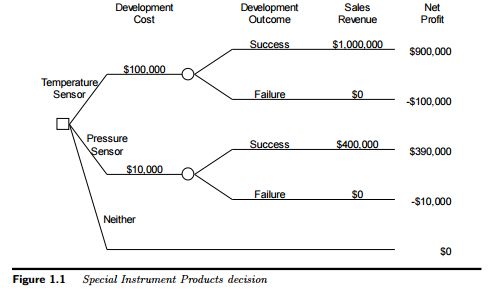 Development Cost
Development Outcome
Sales Revenue
Net Profit
Success
$1,000,000
$900,000
$100,000
Temperature Sensor
Failure
$0
-$100,000
Pressure Sensor
Success
$400,000
$390,000
$10,000
Failure
$0
-$10,000
Neither
$0
Figure 1.1 Special Instrument Products decision